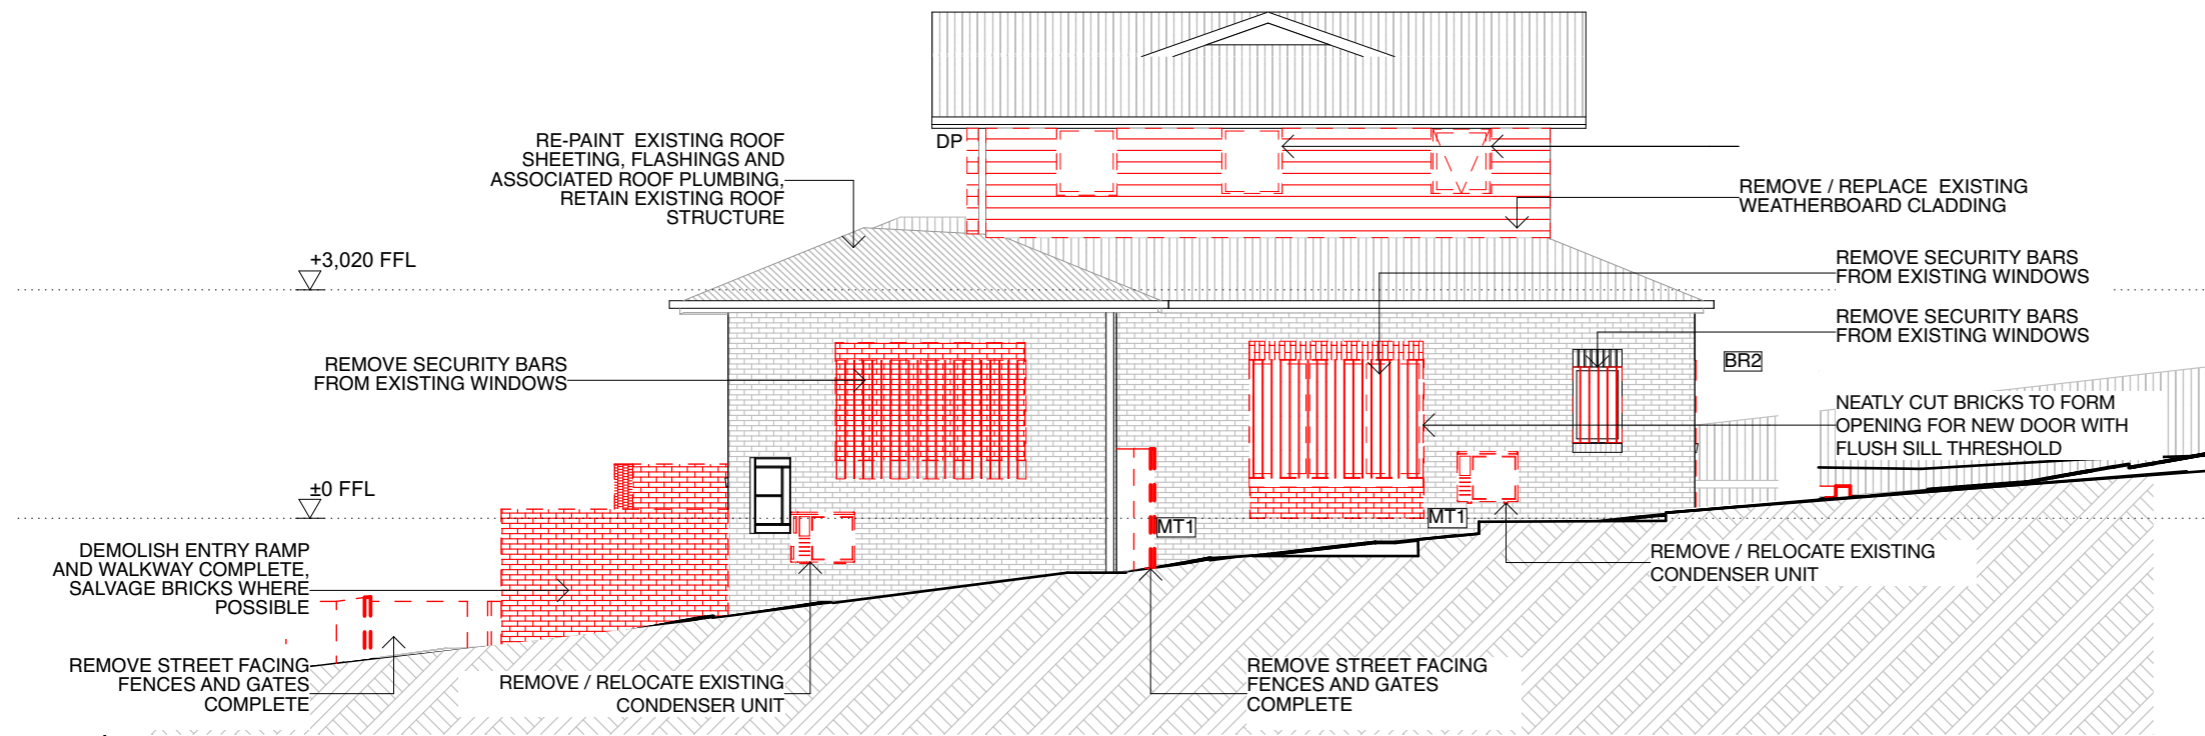 DP
RE-PAINT EXISTING ROOF
SHEETING, FLASHINGS AND
ASSOCIATED ROOF PLUMBING,
RETAIN EXISTING ROOF
STRUCTURE
REMOVE / REPLACE EXISTING
WEATHERBOARD CLADDING
+3,020 FFL
REMOVE SECURITY BARS
FROM EXISTING WINDOWS
REMOVE SECURITY BARS
FROM EXISTING WINDOWS
REMOVE SECURITY BARS
FROM EXISTING WINDOWS
BR2
NEATLY CUT BRICKS TO FORM
OPENING FOR NEW DOOR WITH
FLUSH SILL THRESHOLD
±0 FFL
MT1
MT1
DEMOLISH ENTRY RAMP
AND WALKWAY COMPLETE,
SALVAGE BRICKS WHERE
POSSIBLE
REMOVE / RELOCATE EXISTING
CONDENSER UNIT
REMOVE STREET FACING
FENCES AND GATES
COMPLETE
REMOVE / RELOCATE EXISTING
CONDENSER UNIT
REMOVE STREET FACING
FENCES AND GATES
COMPLETE